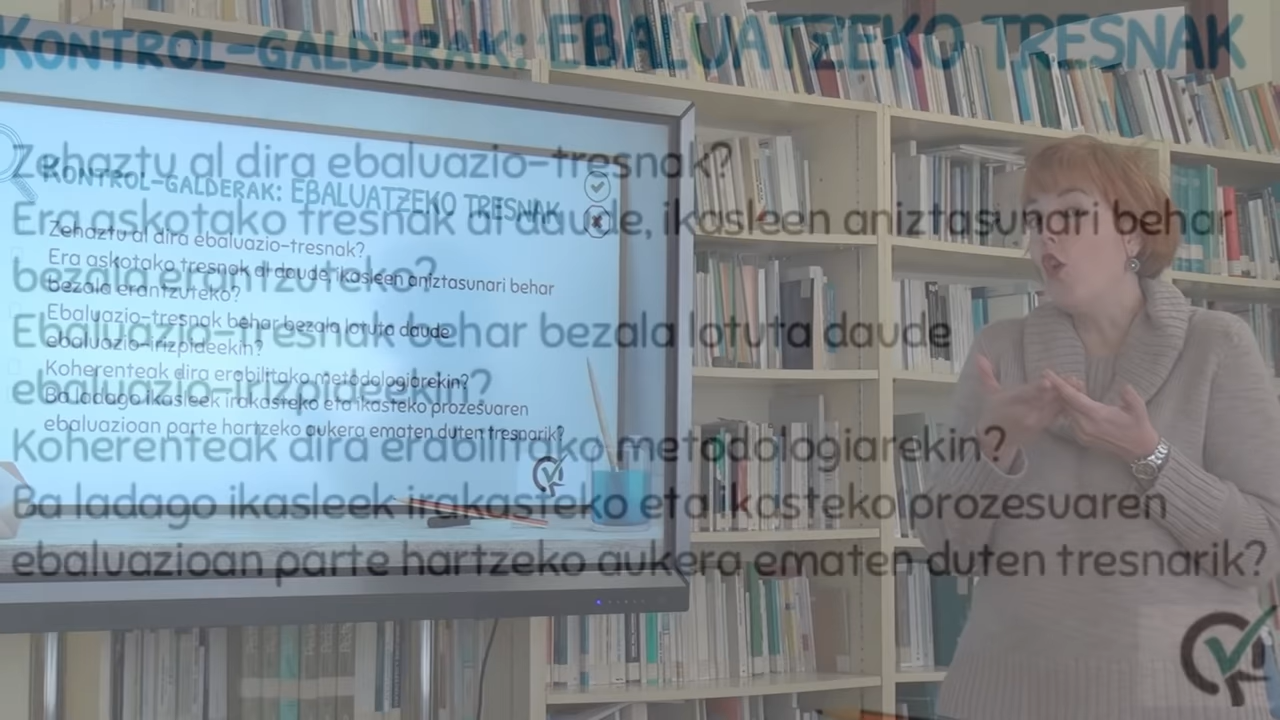 KONTROL-GALDERAK: EBALUATZEKO TRESNAK
Zehaztu al dira ebaluazio-tresnak?
Era askotako tresnak al daude, ikasleen aniztasunari behar
bezala erantzuteko?
Ebaluazio-tresnak behar bezala lotuta daude
ebaluazio-irizpideekin?
Koherenteak dira erabilitako metodologiarekin?
Ba ladago ikasleek irakasteko eta ikasteko prozesuaren
ebaluazioan parte hartzeko aukera ematen duten tresnarik?
KONTROL-GALDERAK: EBALUATZEKO TRESNAK
Zehaztu al dira ebaluazio-tresnak?
Era askotako tresnak al daude, ikasleen aniztasunari behar
bezala erantzuteko?
Ebaluazio-tresnak behar bezala lotuta daude
ebaluazio-irizpideekin?
Koherenteak dira erabilitako metodologiarekin?
Ba ladago ikasleek irakasteko eta ikasteko prozesuaren
ebaluazioan parte hartzeko aukera ematen duten tresnarik?